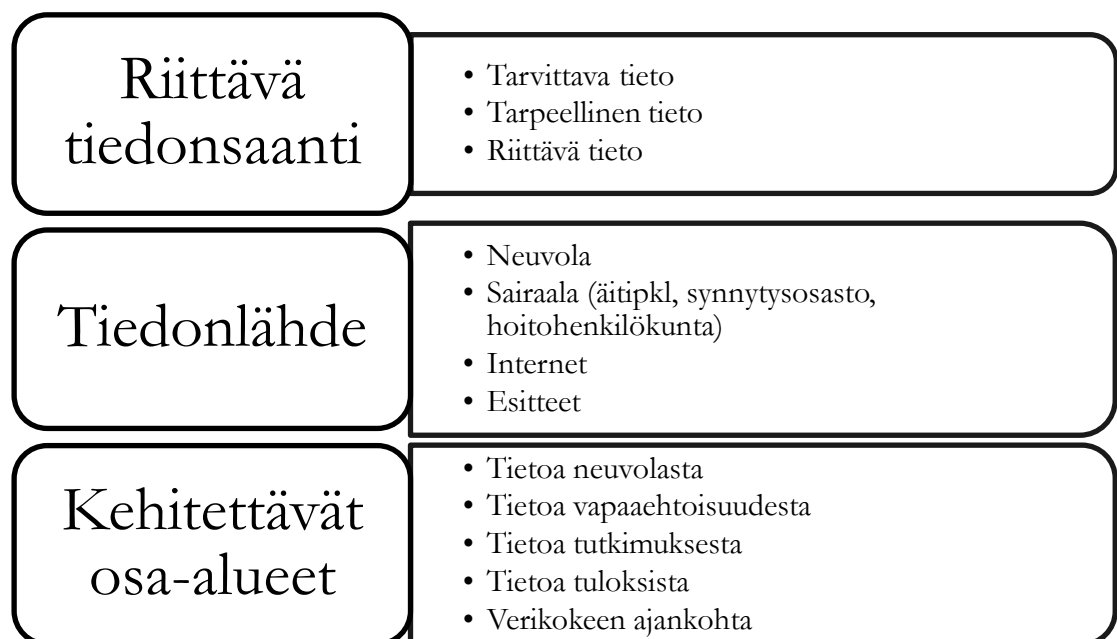 Riittävä
tiedonsaanti
• Tarvittava tieto
• Tarpeellinen tieto
• Riittävä tieto
Tiedonlähde
• Neuvola
• Sairaala (äitipkl, synnytysosasto,
hoitohenkilökunta)
• Internet
• Esitteet
Kehitettävät
osa-alueet
• Tietoa neuvolasta
• Tietoa vapaaehtoisuudesta
• Tietoa tutkimuksesta
• Tietoa tuloksista
• Verikokeen ajankohta